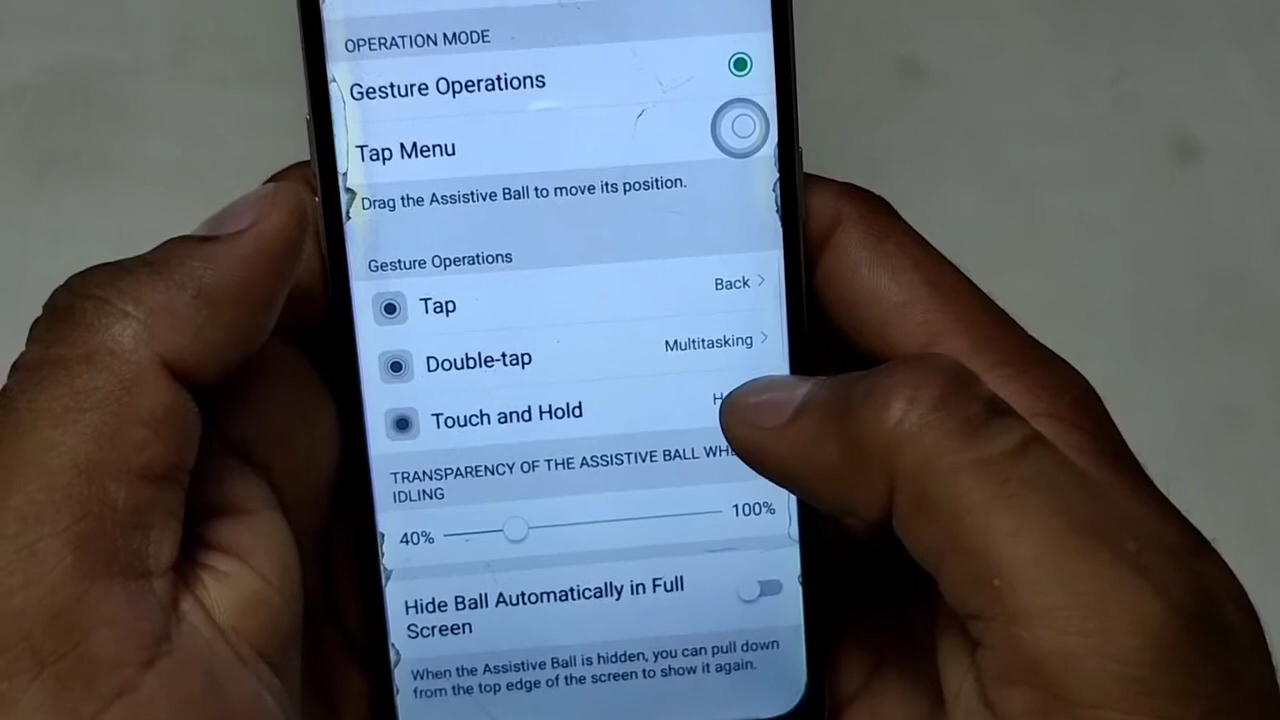 OPERATION MODE
Gesture Operations
Tap Menu
Drag the Assistive Ball to move its position.
Gesture Operations
Tap Back
Double-tap Multitasking
Touch and Hold
TRANSPARENCY OF THE ASSISTIVE BALL
IDLING
40% 100%
Hide Ball Automatically in Full
Screen
When the Assistive Ball is hidden, you can pull down
from the top edge of the screen to show it again.